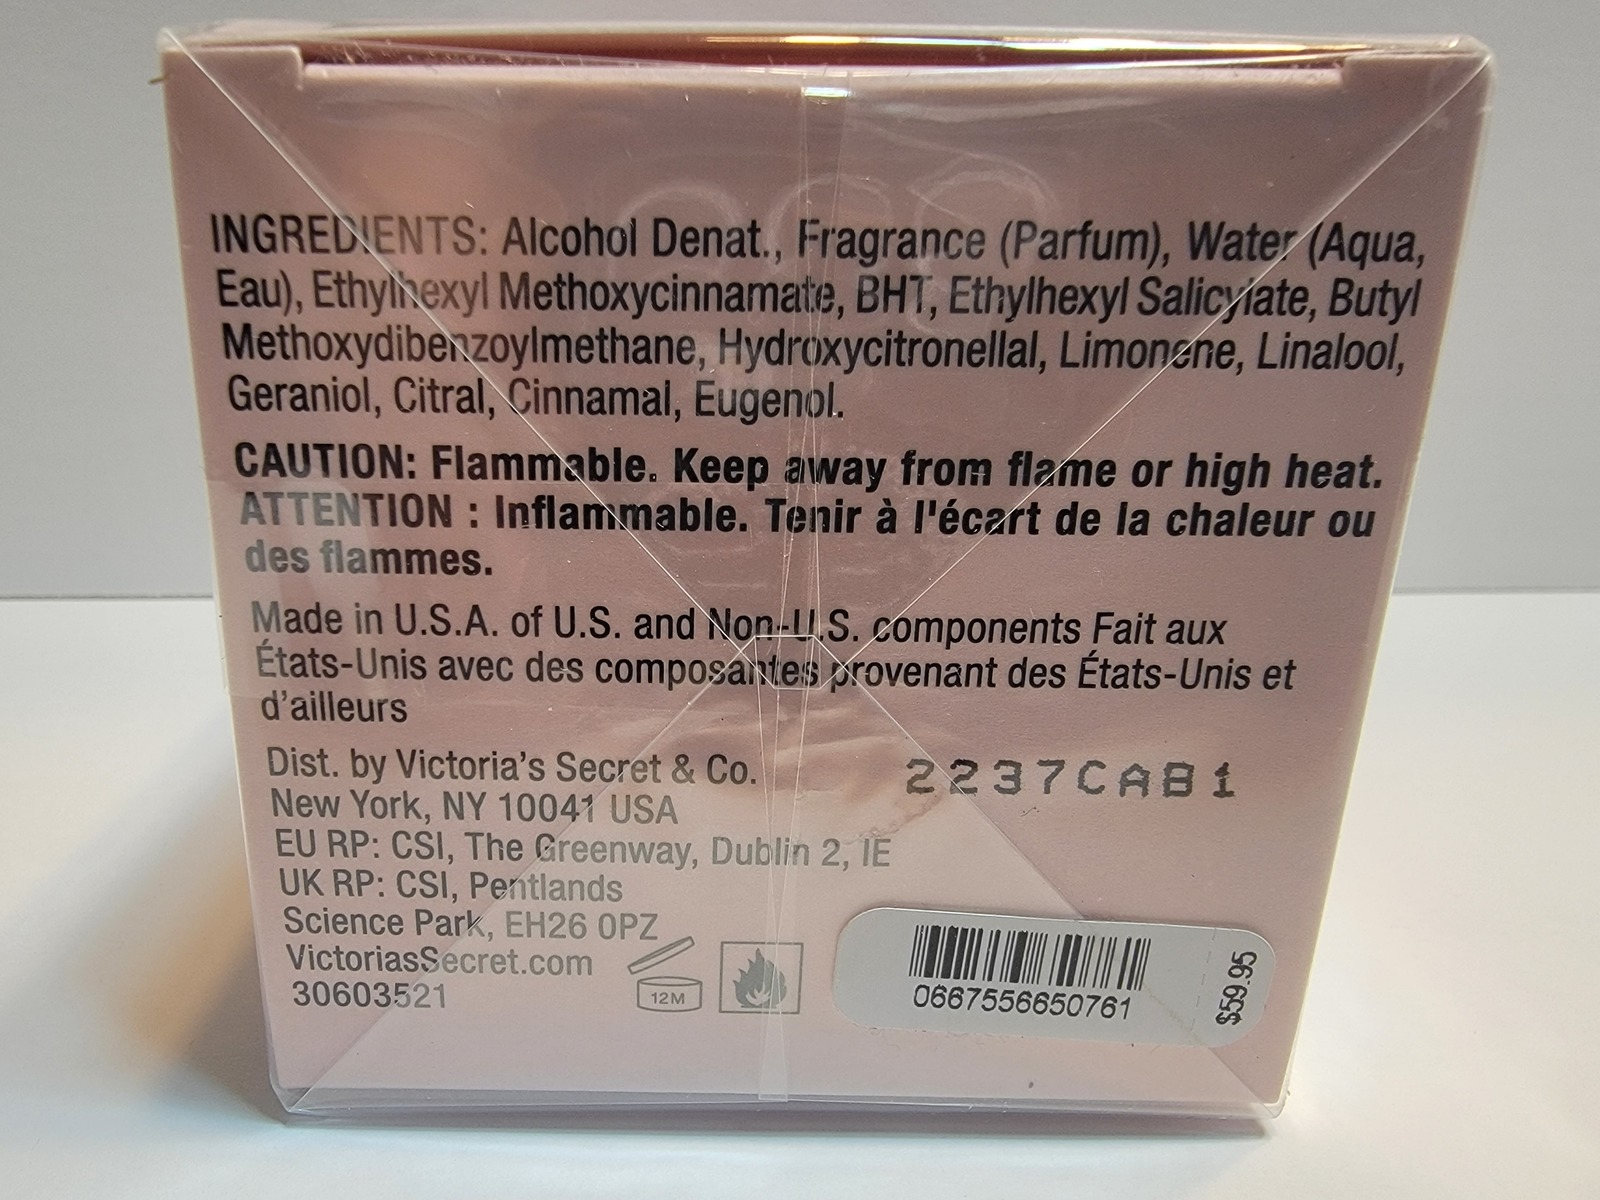 INGREDIENTS: Alcohol Denat., Fragrance (Parfum), Water (Aqua,
Eau), Ethylhexyl Methoxycinnamate, BHT, Ethylhexyl Salicylate, Butyl
Methoxydibenzoylmethane, Hydroxycitronellal, Limonene, Linalool,
Geraniol, Citral, Cinnamal, Eugenol.
CAUTION: Flammable. Keep away from flame or high heat.
ATTENTION : Inflammable. Tenir à l'écart de la chaleur ou
des flammes.
Made in U.S.A. of U.S. and Non-U.S. components Fait aux
États-Unis avec des composantes provenant des États-Unis et
d'ailleurs
Dist. by Victoria's Secret & Co.
New York, NY 10041 USA
EU RP: CSI, The Greenway, Dublin 2, IE
UK RP: CSI, Pentlands
Science Park, EH26 0PZ
VictoriasSecret.com
30603521
2237CAB1
12M
0667556650761
$59.95